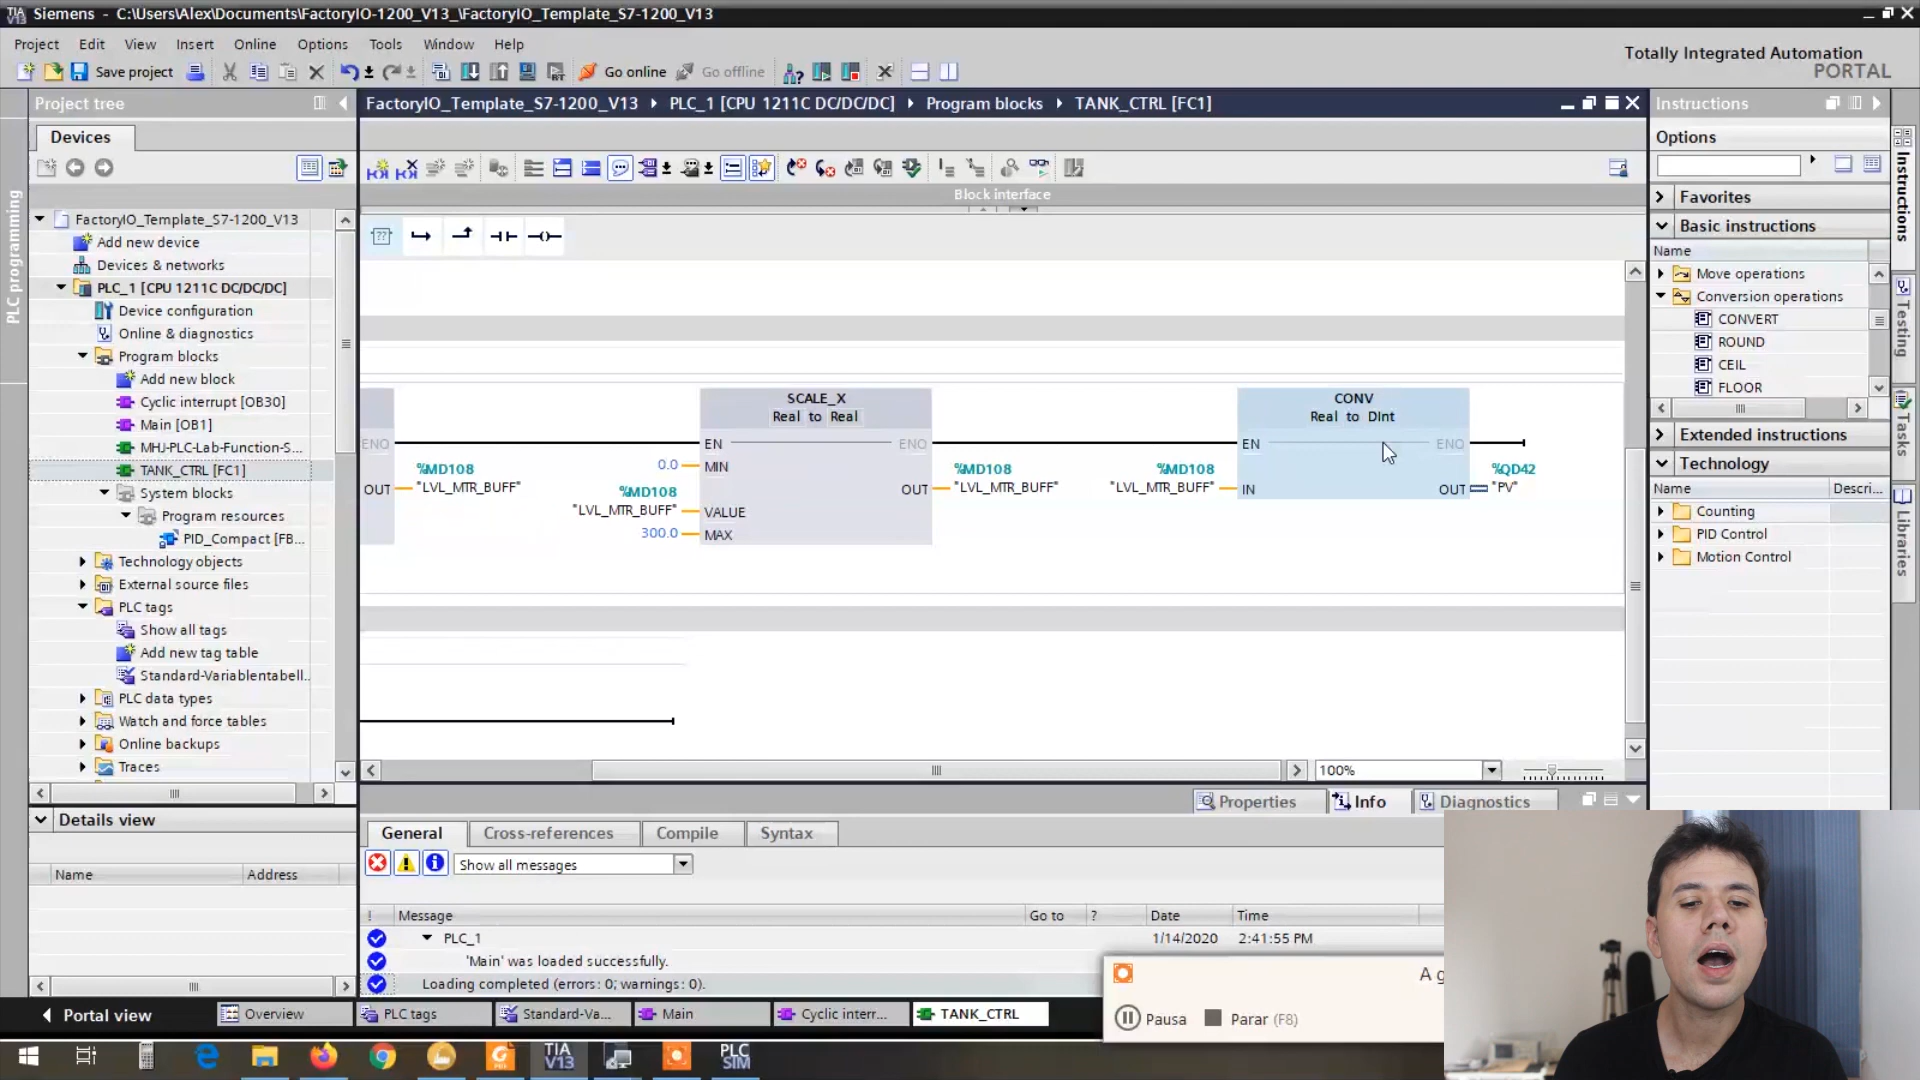 Siemens - C:\Users\Alex\Documents\FactoryIO-1200_V13_\FactoryIO_Template_S7-1200_V13
Project Edit View Insert Online Options Tools Window Help
Totally Integrated Automation
PORTAL
Save project Go online Go offline
Project tree
FactoryIO_Template_S7-1200_V13 PLC_1 [CPU 1211C DC/DC/DC] Program blocks TANK_CTRL [FC1]
Instructions
Devices
Options
PLC programming
Block interface
Favorites
Basic instructions
Name
Move operations
Conversion operations
CONVERT
ROUND
CEIL
FLOOR
Extended instructions
Technology
Name Descri...
Counting
PID Control
Motion Control
Instructions
Testing
Tasks
Libraries
FactoryIO_Template_S7-1200_V13
Add new device
Devices & networks
PLC_1 [CPU 1211C DC/DC/DC]
Device configuration
Online & diagnostics
Program blocks
Add new block
Cyclic interrupt [OB30]
Main [OB1]
MHJ-PLC-Lab-Function-S...
TANK_CTRL [FC1]
System blocks
Program resources
PID_Compact [FB...
Technology objects
External source files
PLC tags
Show all tags
Add new tag table
Standard-Variablentabell...
PLC data types
Watch and force tables
Online backups
Traces
??
ENO
OUT
%MD108
"LVL_MTR_BUFF"
SCALE_X
Real to Real
EN ENO
0.0 MIN
%MD108
"LVL_MTR_BUFF" VALUE
300.0 MAX
OUT
%MD108
"LVL_MTR_BUFF"
CONV
Real to DInt
EN ENO
%MD108
"LVL_MTR_BUFF" IN
OUT
%QD42
"PV"
100%
Properties Info Diagnostics
Details view
Name Address
General Cross-references Compile Syntax
Show all messages
! Message Go to ? Date Time
PLC_1 1/14/2020 2:41:55 PM
'Main' was loaded successfully.
Loading completed (errors: 0; warnings: 0).
A g
Pausa Parar (F8)
Portal view Overview PLC tags Standard-Va... Main Cyclic interr... TANK_CTRL
TIA
V13
PLC
SIM